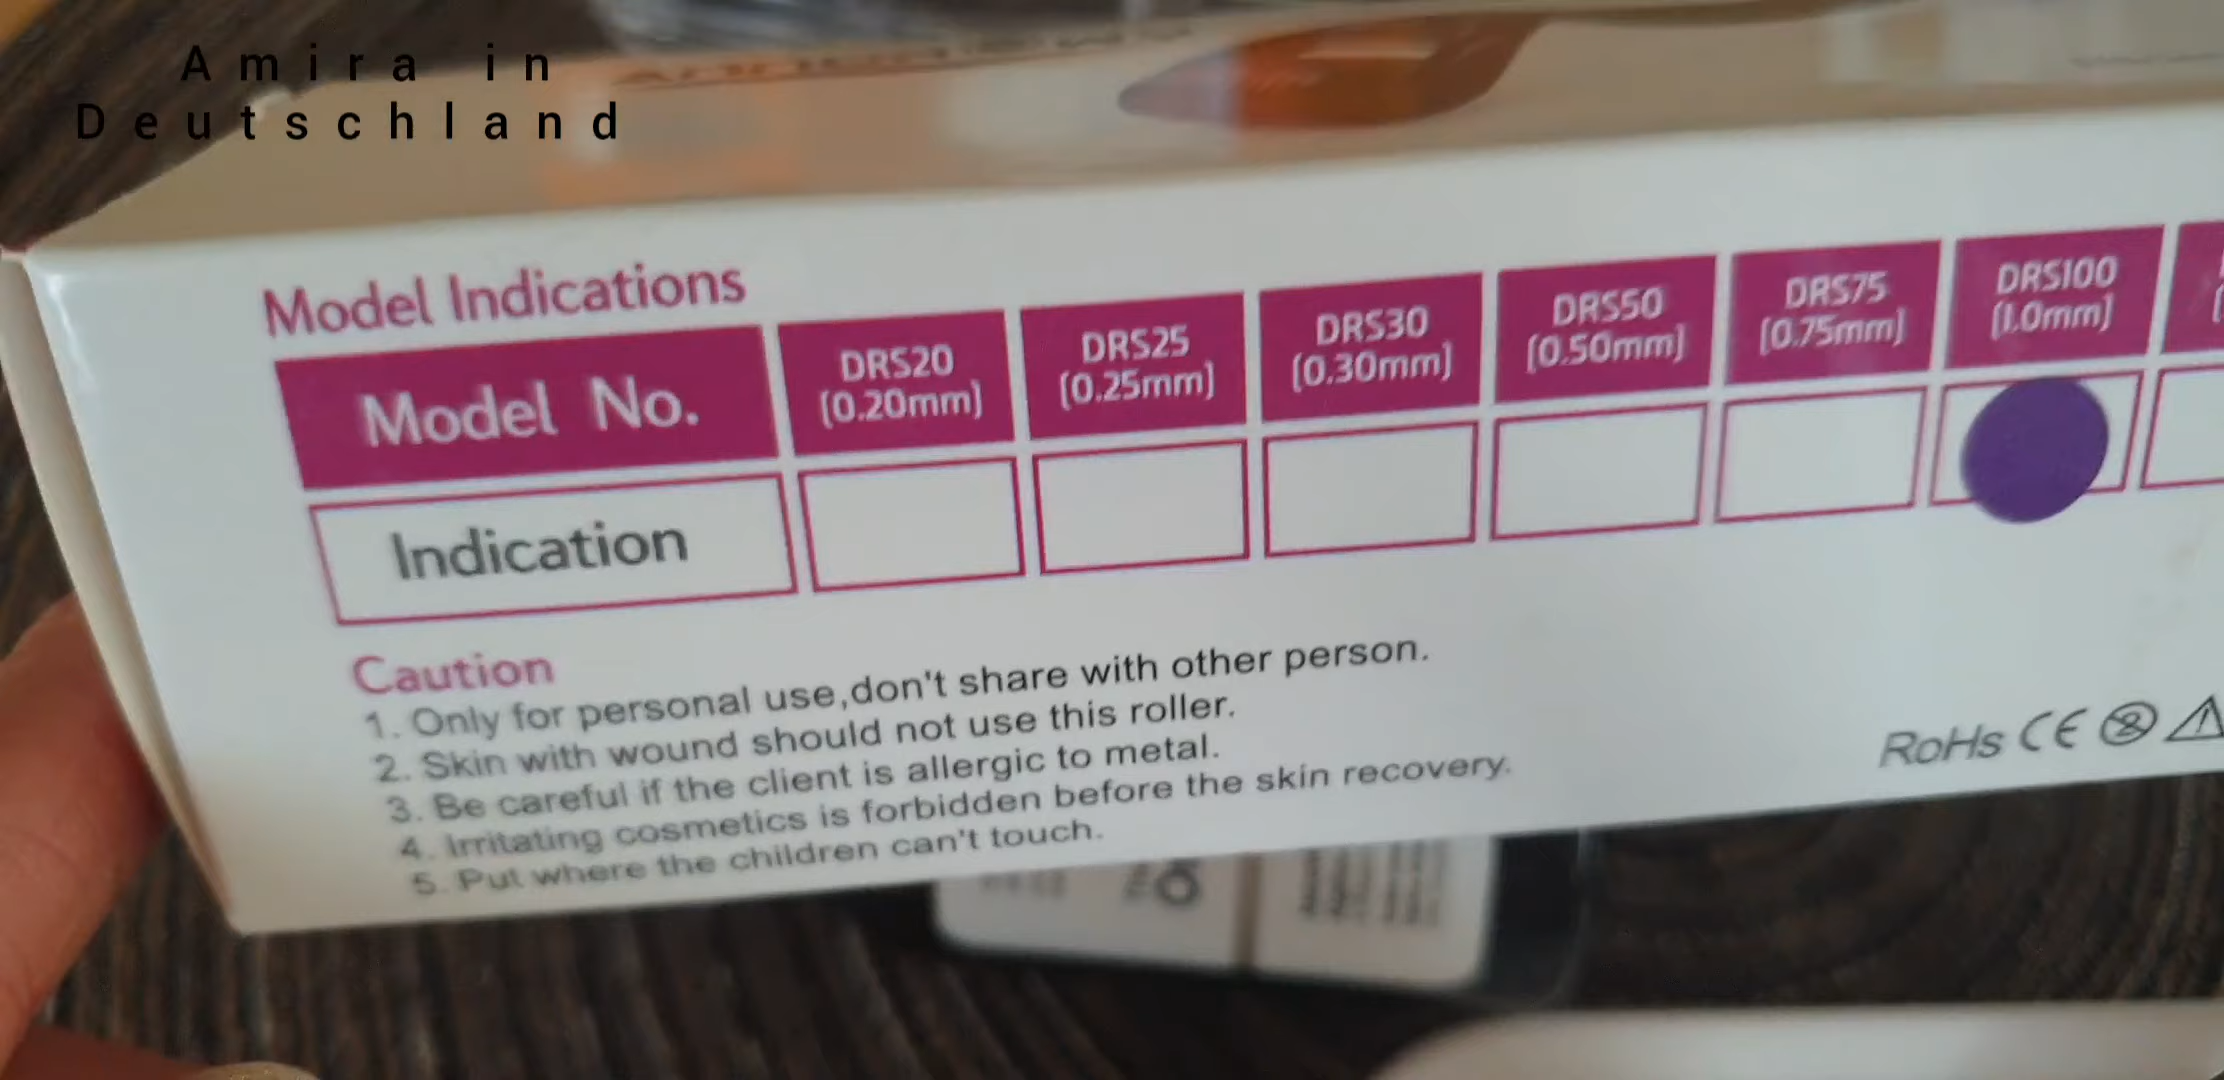 Amira in
Deutschland
Model Indications
Model No.
DRS20
(0.20mm)
DRS25
(0.25mm)
DRS30
(0.30mm)
DRS50
(0.50mm)
DRS75
(0.75mm)
DRS100
(1.0mm)
Indication
Caution
1. Only for personal use,don't share with other person.
2. Skin with wound should not use this roller.
3. Be careful if the client is allergic to metal.
4. Irritating cosmetics is forbidden before the skin recovery.
5. Put where the children can't touch.
RoHs CE